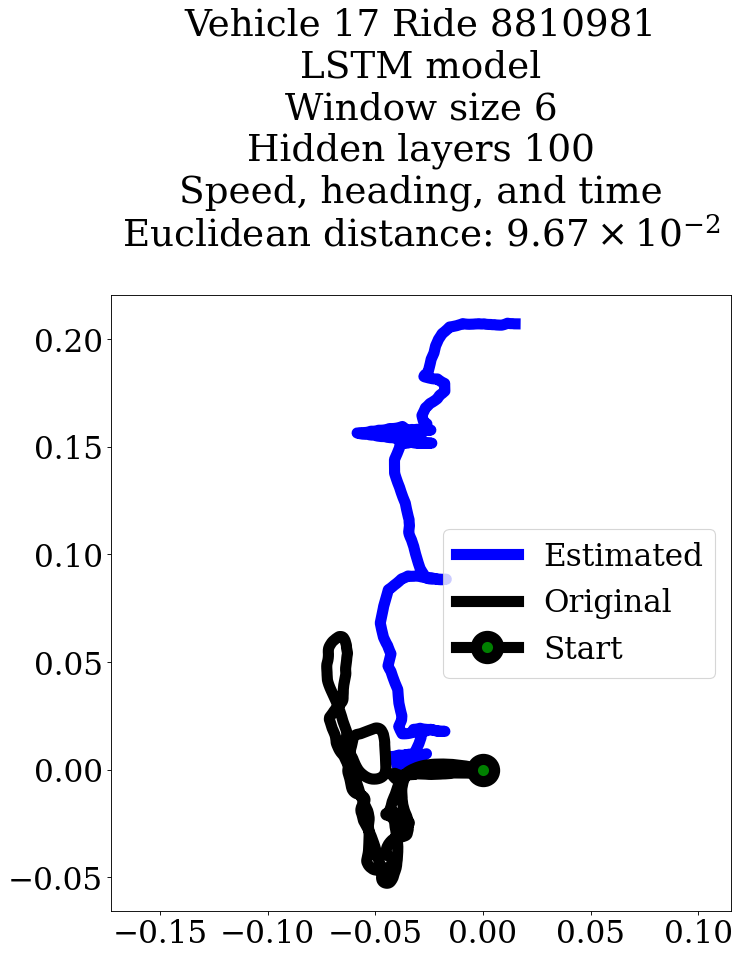 Vehicle 17 Ride 8810981
LSTM model
Window size 6
Hidden layers 100
Speed, heading, and time
Euclidean distance: 9.67 × 10⁻²
0.20
0.15
0.10
0.05
0.00
−0.05
Estimated
Original
Start
−0.15 −0.10 −0.05 0.00 0.05 0.10